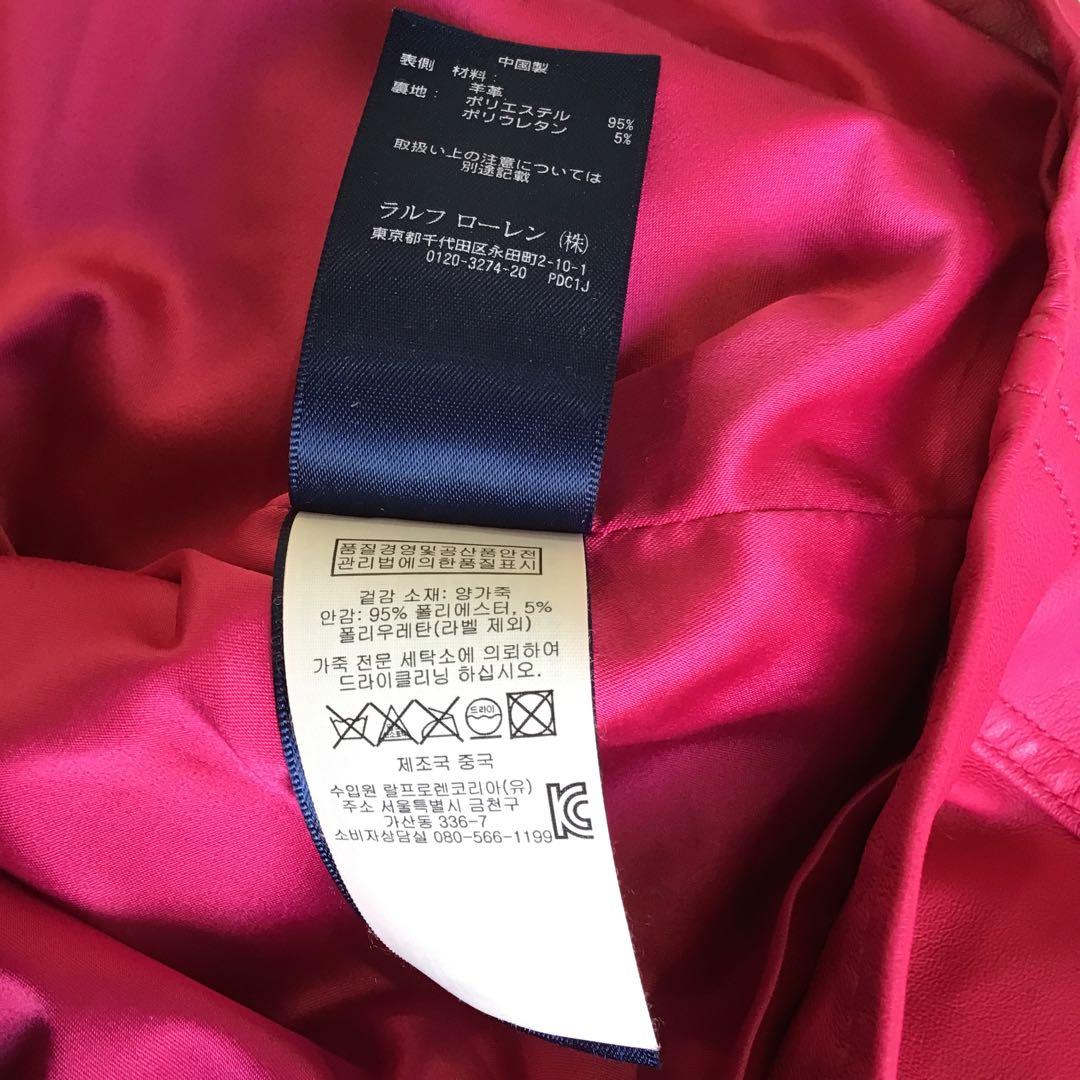 中国製
表側 材料:
羊革
裏地: ポリエステル 95%
ポリウレタン 5%
取扱い上の注意については
別途記載
ラルフ ローレン (株)
東京都千代田区永田町2-10-1
0120-3274-20 PDC1J
품질경영및공산품안전
관리법에의한품질표시
겉감 소재: 양가죽
안감: 95% 폴리에스터, 5%
폴리우레탄(라벨 제외)
가죽 전문 세탁소에 의뢰하여
드라이클리닝 하십시오.
드라이
제조국 중국
수입원 랄프로렌코리아(유)
주소 서울특별시 금천구
가산동 336-7
소비자상담실 080-566-1199